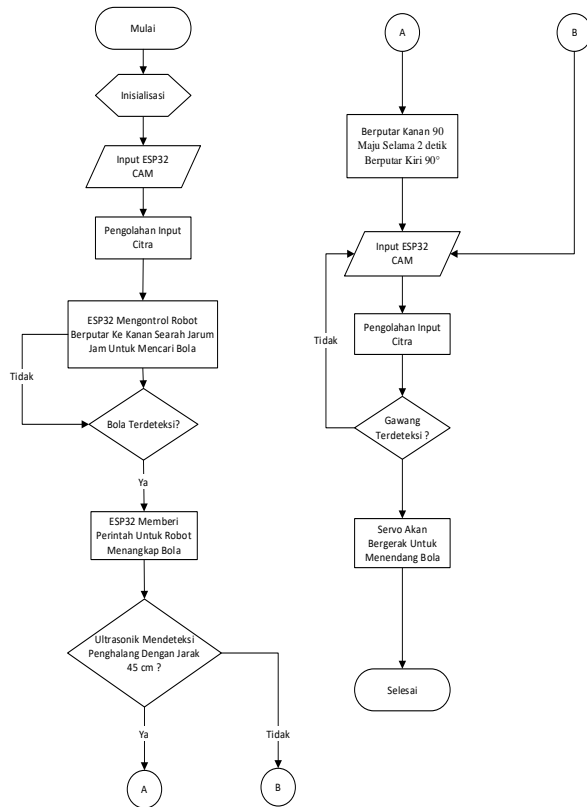 Mulai
Inisialisasi
Input ESP32
CAM
Pengolahan Input
Citra
ESP32 Mengontrol Robot
Berputar Ke Kanan Searah Jarum
Jam Untuk Mencari Bola
Tidak
Bola Terdeteksi?
Ya
ESP32 Memberi
Perintah Untuk Robot
Menangkap Bola
Ultrasonik Mendeteksi
Penghalang Dengan Jarak
45 cm ?
Ya
Tidak
A
B
A
B
Berputar Kanan 90
Maju Selama 2 detik
Berputar Kiri 90°
Input ESP32
CAM
Pengolahan Input
Citra
Tidak
Gawang
Terdeteksi ?
Servo Akan
Bergerak Untuk
Menendang Bola
Selesai